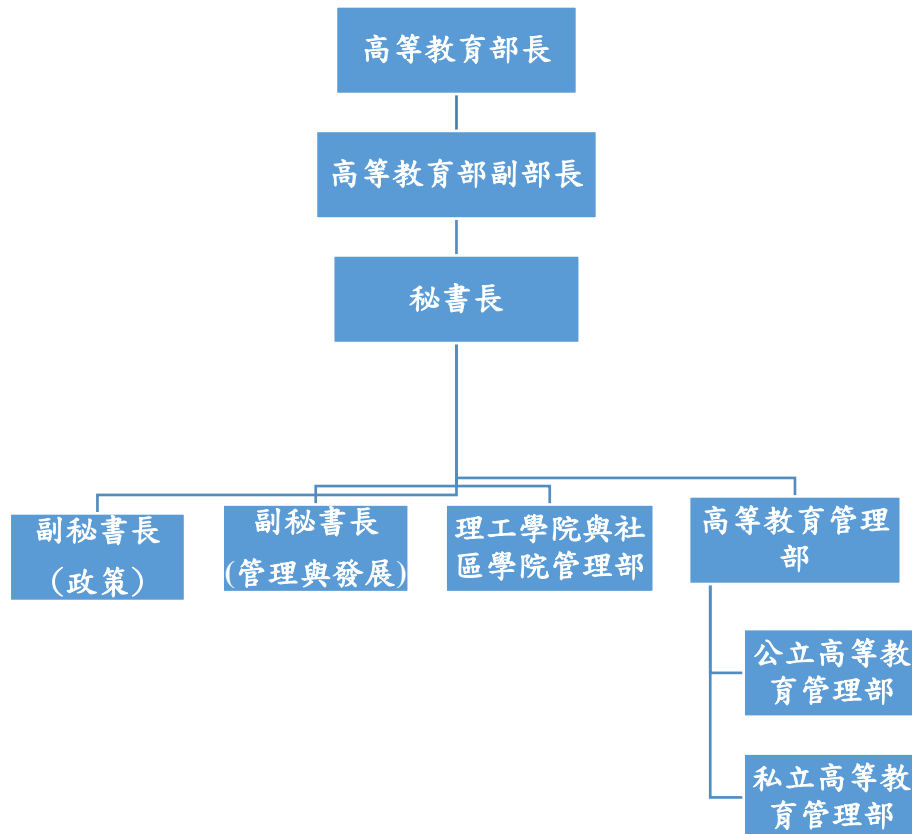 高等教育部長
高等教育部副部長
秘書長
副秘書長
（政策）
副秘書長
(管理與發展)
理工學院與社
區學院管理部
高等教育管理
部
公立高等教
育管理部
私立高等教
育管理部